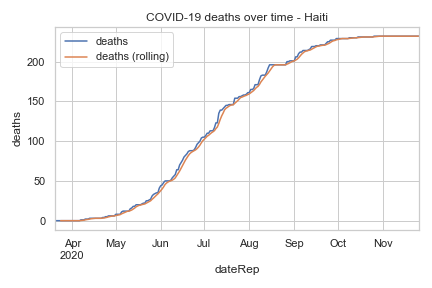 COVID-19 deaths over time - Haiti
deaths
deaths (rolling)
200
150
100
50
0
deaths
Apr May Jun Jul Aug Sep Oct Nov
2020
dateRep